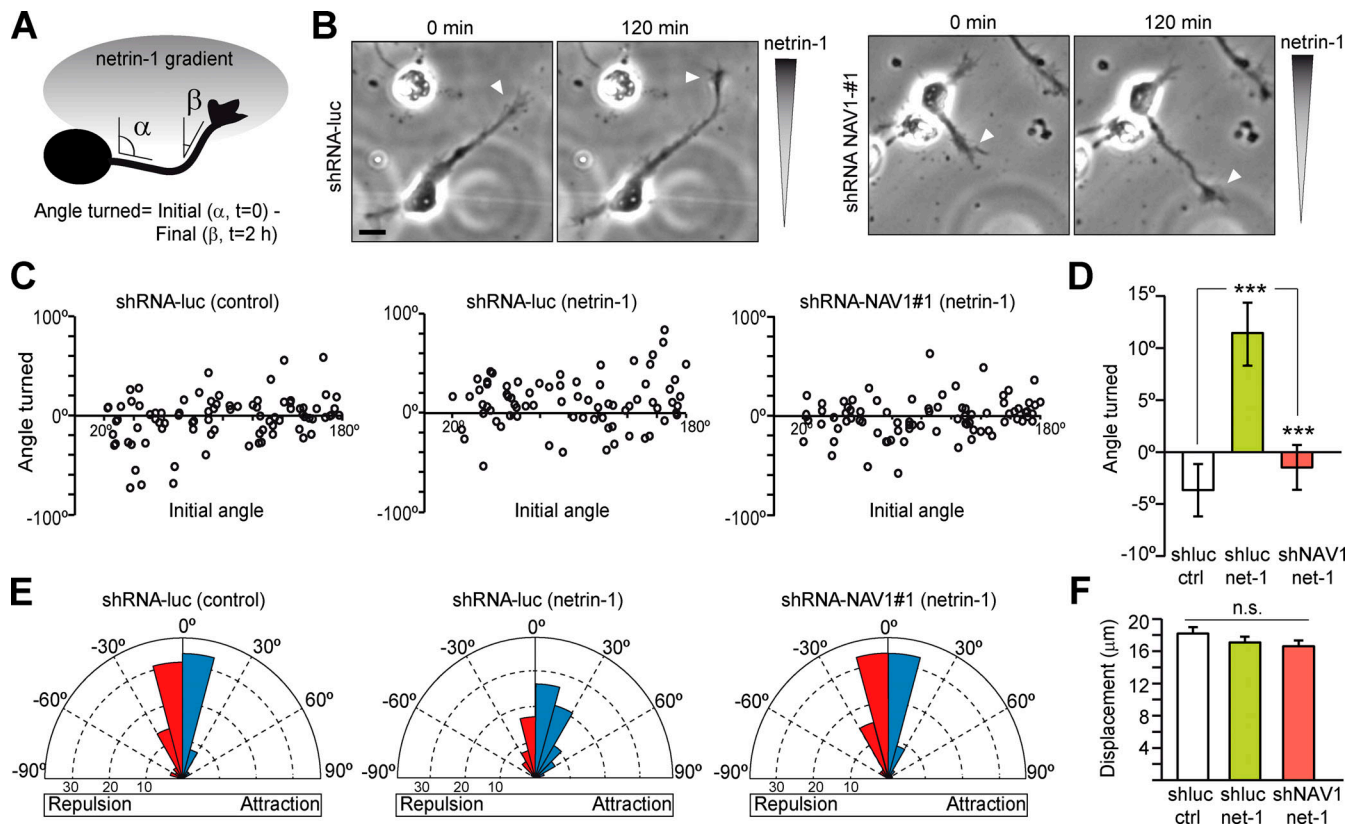 A
netrin-1 gradient
α
β
Angle turned= Initial (α, t=0) -
Final (β, t=2 h)
B
0 min
120 min
netrin-1
shRNA-luc
0 min
120 min
netrin-1
shRNA NAV1-#1
C
shRNA-luc (control)
shRNA-luc (netrin-1)
shRNA-NAV1#1 (netrin-1)
Angle turned
100º
0º
-100º
20º
180º
Initial angle
100º
0º
-100º
20º
180º
Initial angle
100º
0º
-100º
20º
180º
Initial angle
D
Angle turned
15º
10º
5º
0º
-5º
-10º
***
***
shluc ctrl
shluc net-1
shNAV1 net-1
E
shRNA-luc (control)
-90º
-60º
-30º
0º
30º
60º
90º
30 20 10
Repulsion Attraction
shRNA-luc (netrin-1)
-90º
-60º
-30º
0º
30º
60º
90º
30 20 10
Repulsion Attraction
shRNA-NAV1#1 (netrin-1)
-90º
-60º
-30º
0º
30º
60º
90º
30 20 10
Repulsion Attraction
F
n.s.
Displacement (μm)
20
16
12
8
4
shluc ctrl
shluc net-1
shNAV1 net-1